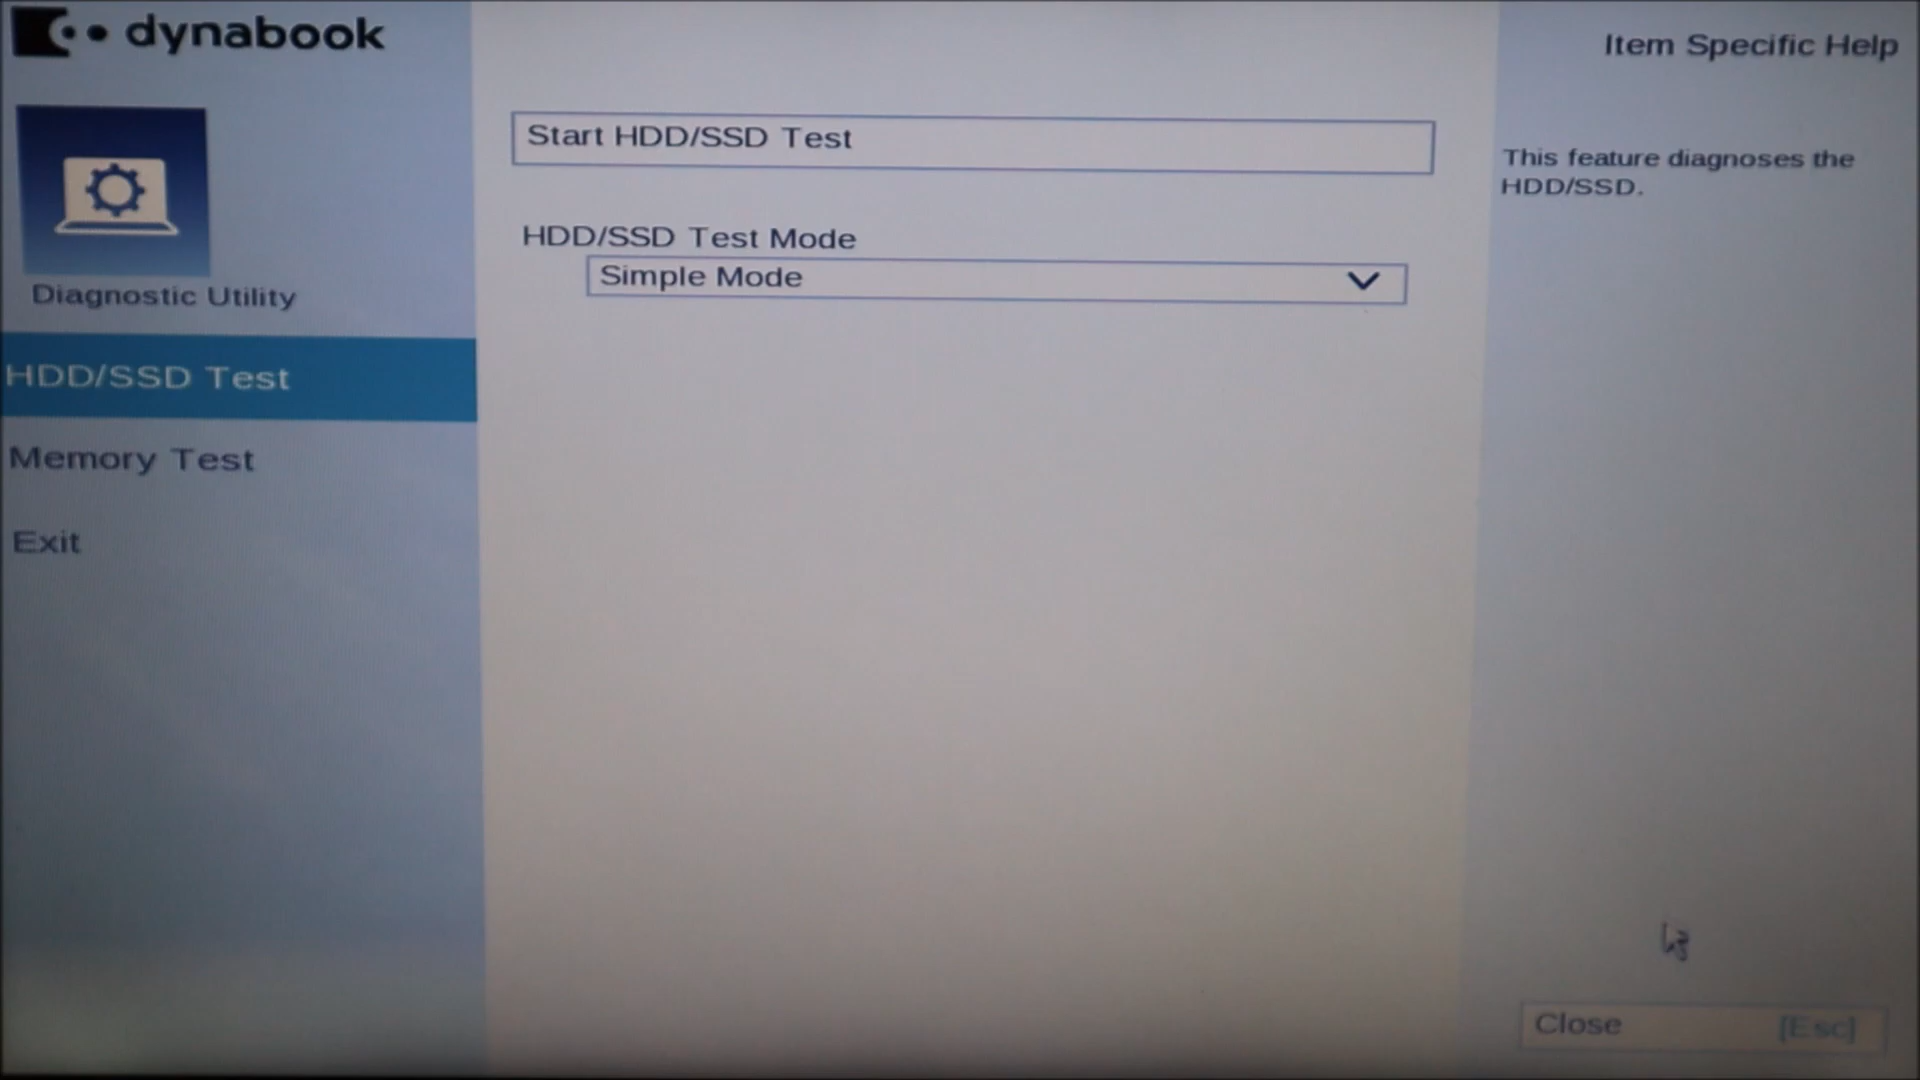 dynabook
Item Specific Help
Start HDD/SSD Test
This feature diagnoses the
HDD/SSD.
HDD/SSD Test Mode
Simple Mode
Diagnostic Utility
HDD/SSD Test
Memory Test
Exit
Close [Esc]